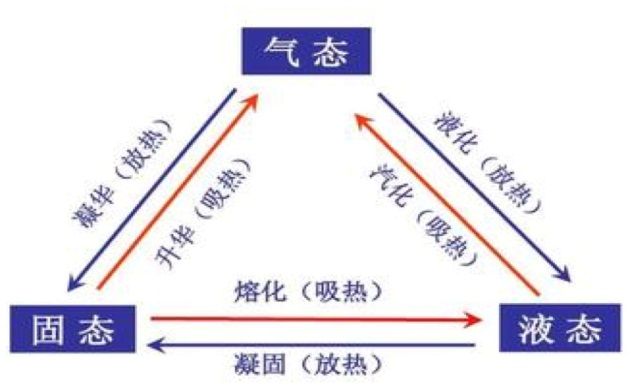 气态
凝华（放热）
升华（吸热）
液化（放热）
汽化（吸热）
熔化（吸热）
固态
液态
凝固（放热）